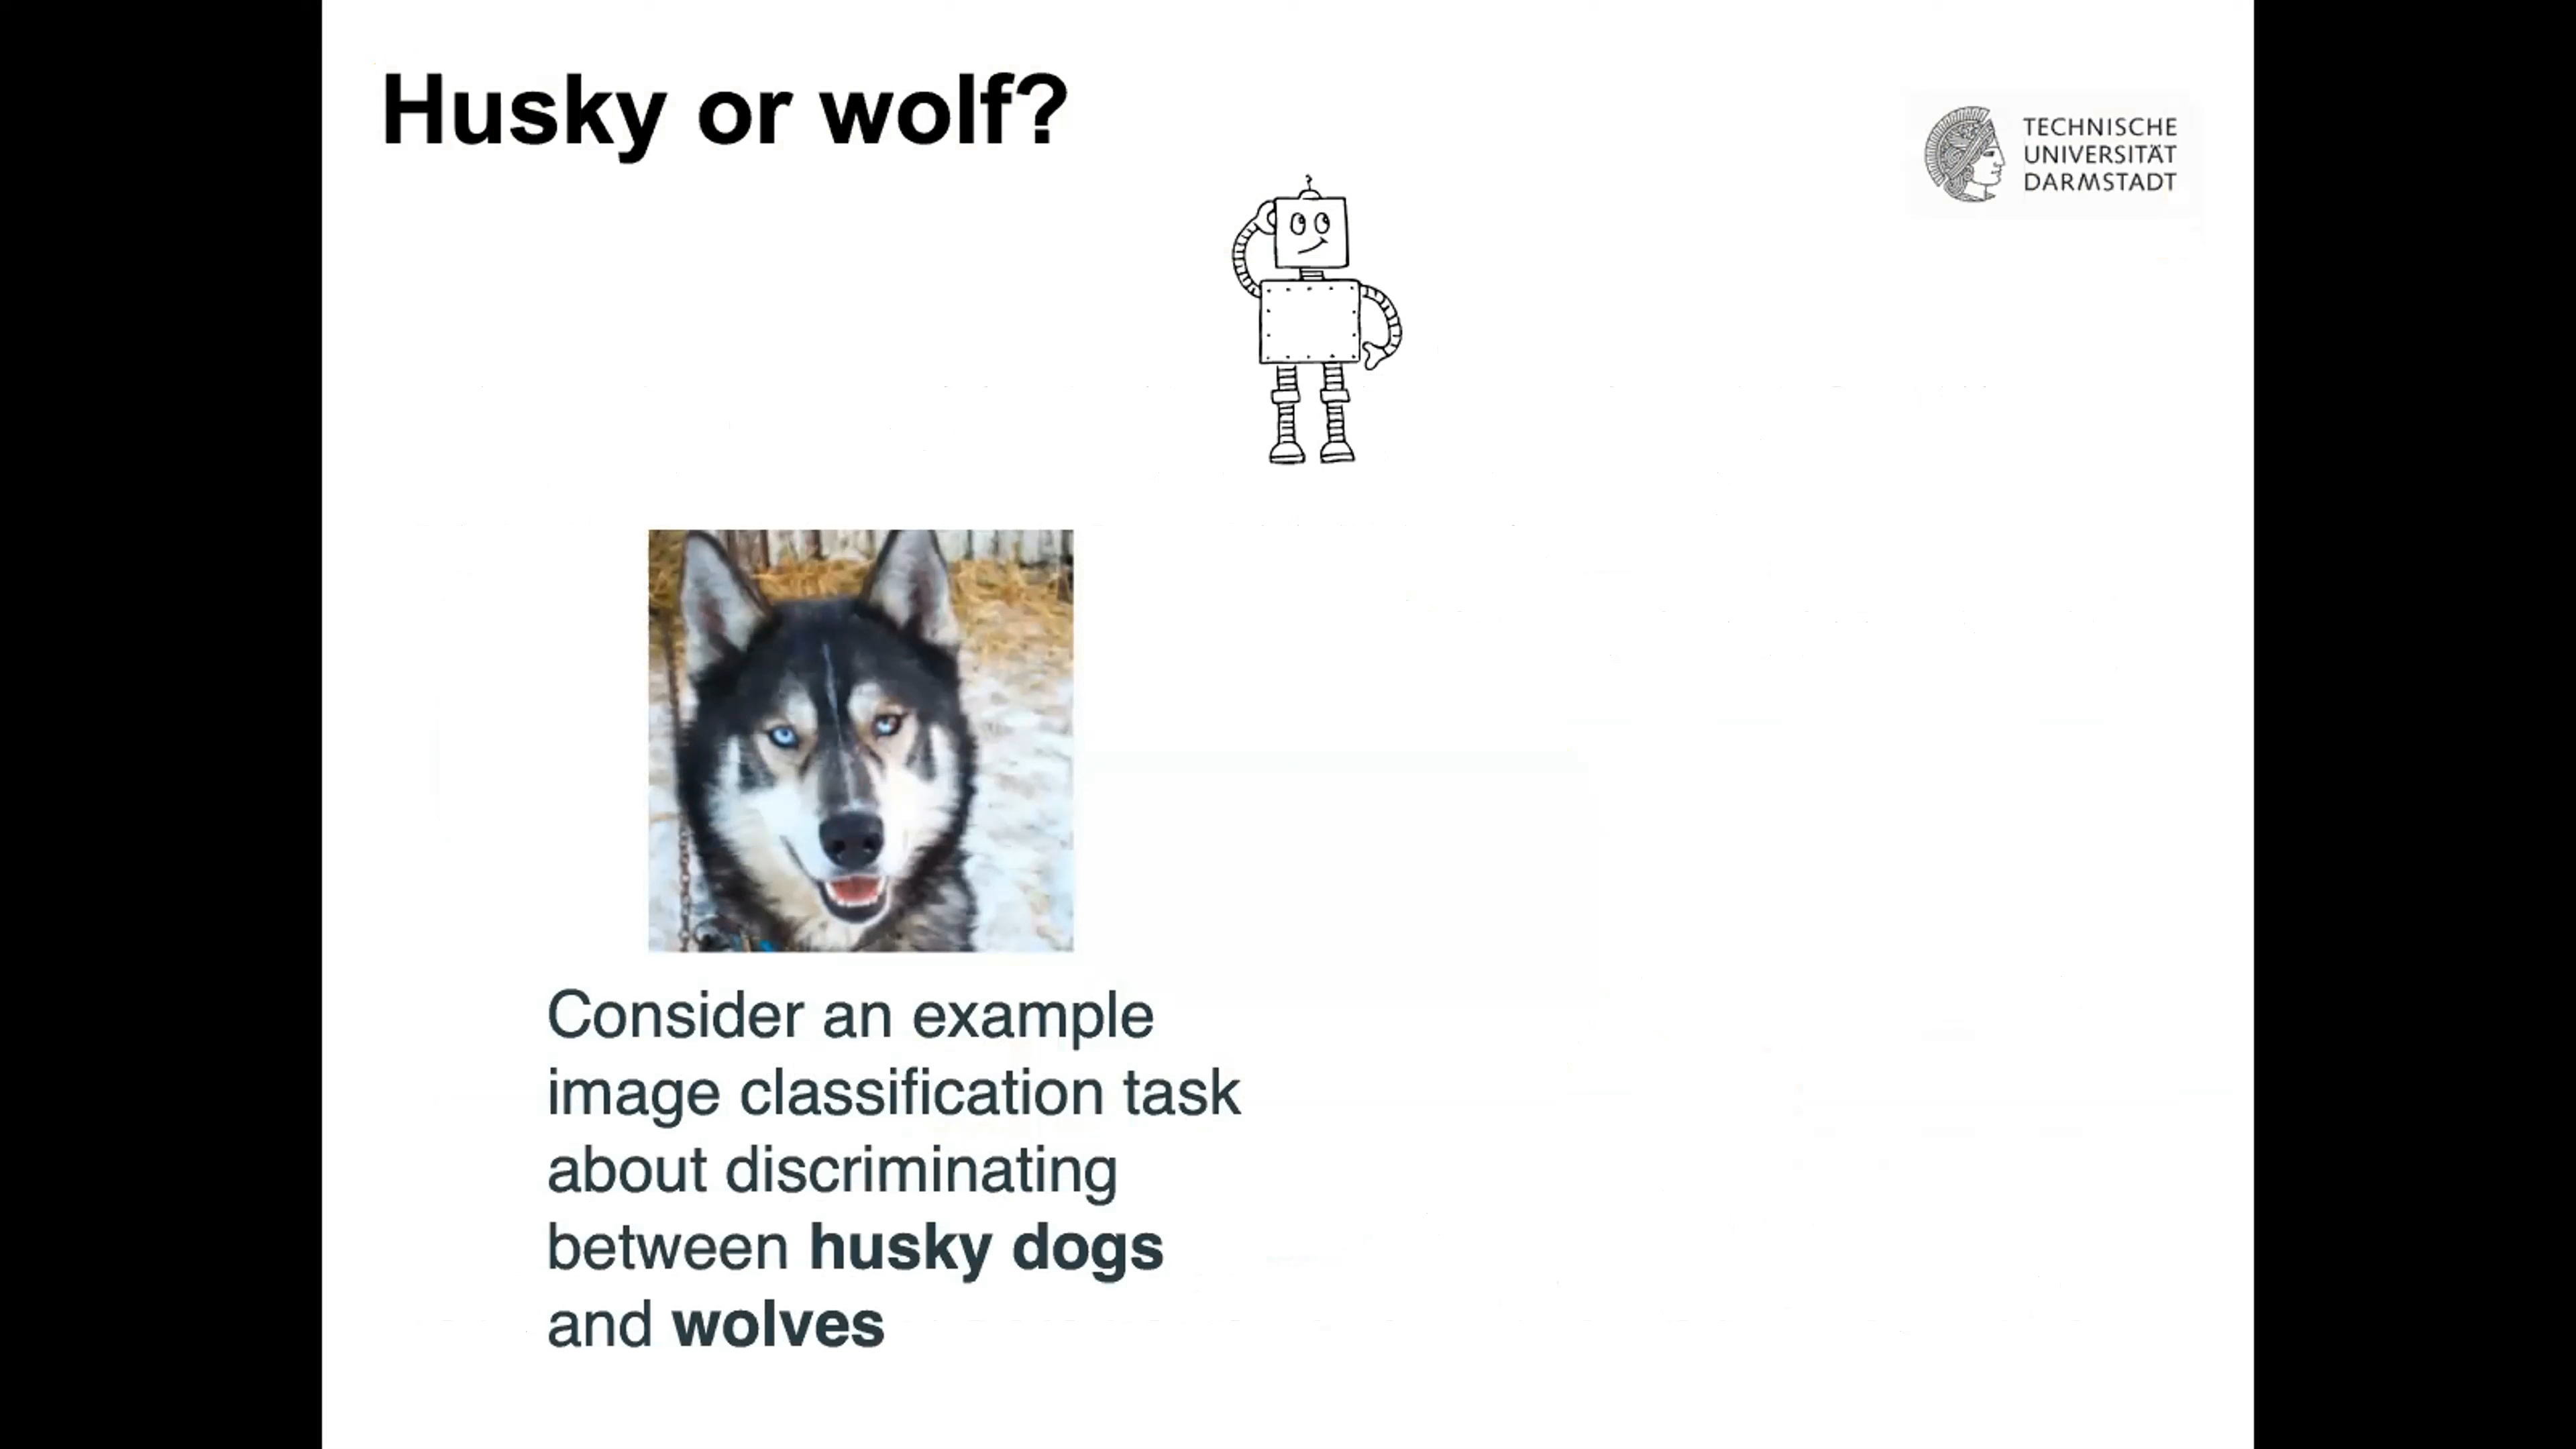 Husky or wolf?
TECHNISCHE
UNIVERSITÄT
DARMSTADT
Consider an example
image classification task
about discriminating
between husky dogs
and wolves